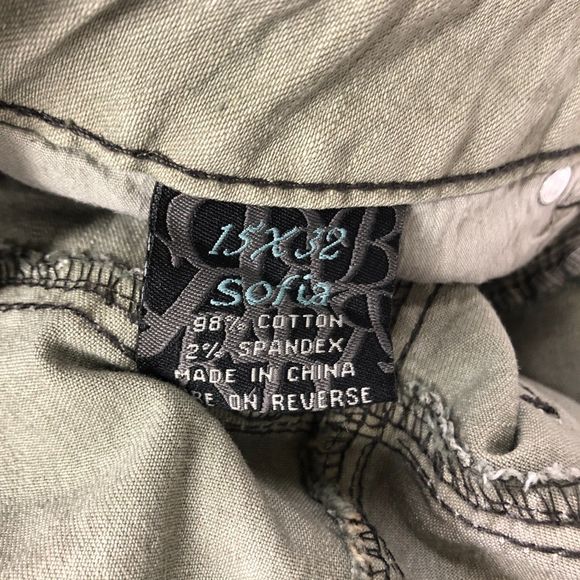 15X32
Sofia
98% COTTON
2% SPANDEX
MADE IN CHINA
ON REVERSE